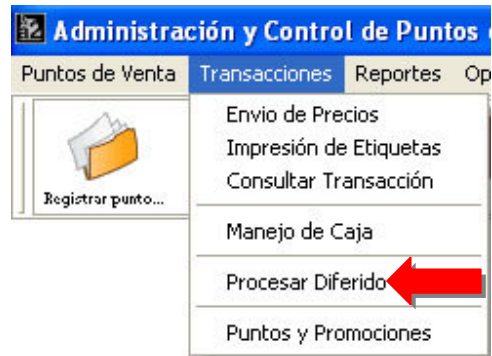 Administración y Control de Puntos
Puntos de Venta Transacciones Reportes Op
Envio de Precios
Impresión de Etiquetas
Consultar Transacción
Registrar punto...
Manejo de Caja
Procesar Diferido
Puntos y Promociones